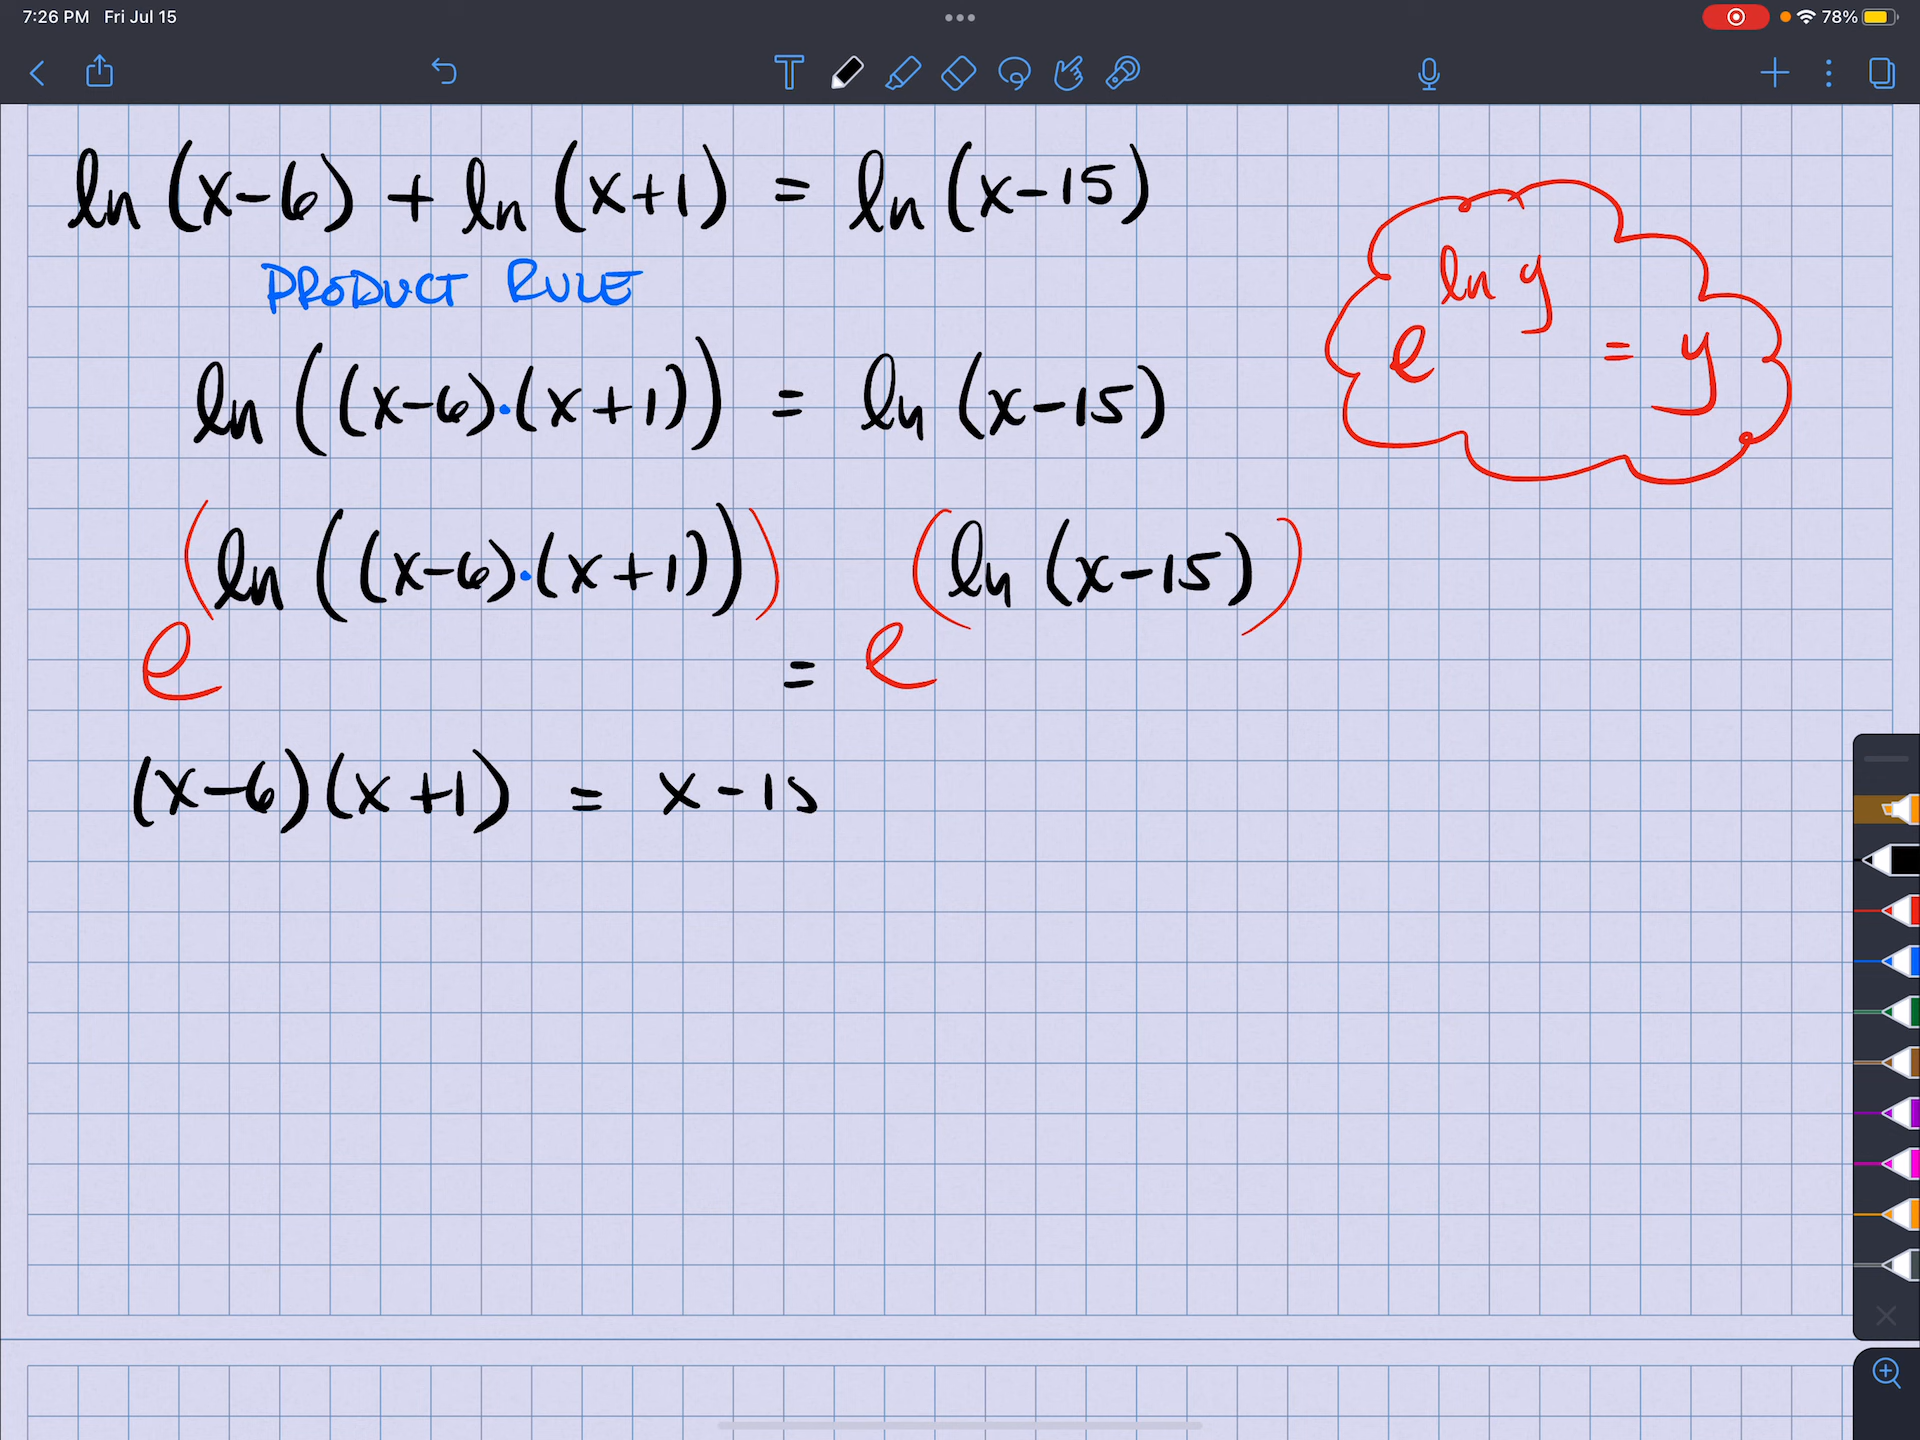 7:26 PM Fri Jul 15
78%
ln (x-6) + ln (x+1) = ln (x-15)
PRODUCT RULE
ln ((x-6)·(x+1)) = ln (x-15)
e^(ln ((x-6)·(x+1))) = e^(ln (x-15))
(x-6)(x+1) = x-15
e^ln y = y